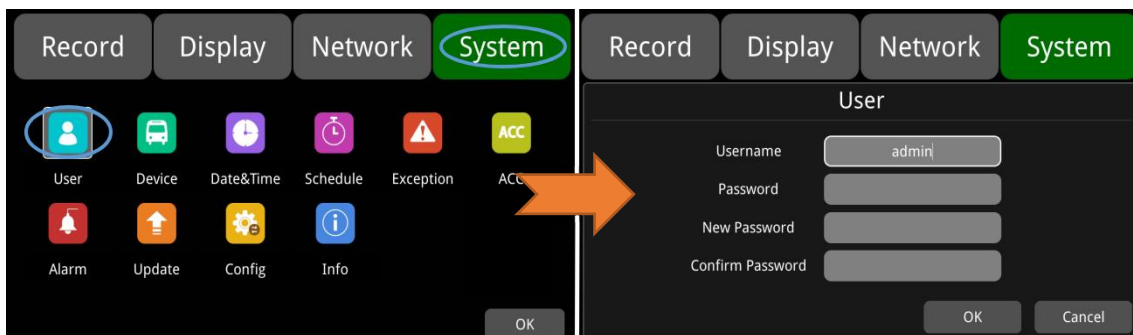 Record Display Network System
ACC
User Device Date&Time Schedule Exception ACC
Alarm Update Config Info
OK
Record Display Network System
User
Username admin
Password
New Password
Confirm Password
OK Cancel